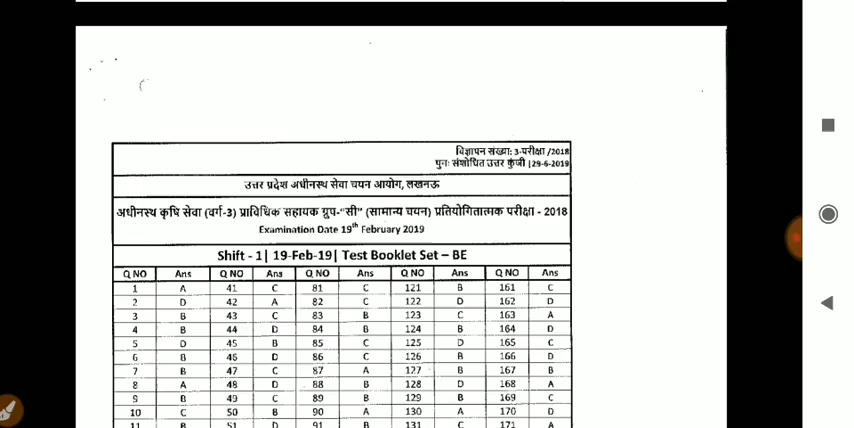 विज्ञापन संख्या: 3-परीक्षा /2018
पुनः संशोधित उत्तर कुंजी |29-6-2019
उत्तर प्रदेश अधीनस्थ सेवा चयन आयोग, लखनऊ
अधीनस्थ कृषि सेवा (वर्ग-3) प्राविधिक सहायक ग्रुप-“सी” (सामान्य चयन) प्रतियोगितात्मक परीक्षा - 2018
Examination Date 19th February 2019
Shift - 1| 19-Feb-19| Test Booklet Set – BE
Q NO Ans Q NO Ans Q NO Ans Q NO Ans Q NO Ans
1 A 41 C 81 C 121 B 161 C
2 D 42 A 82 C 122 D 162 D
3 B 43 C 83 B 123 C 163 A
4 B 44 D 84 B 124 B 164 D
5 D 45 B 85 C 125 D 165 C
6 B 46 D 86 C 126 B 166 D
7 B 47 C 87 A 127 B 167 B
8 A 48 D 88 B 128 D 168 A
9 B 49 C 89 B 129 B 169 C
10 C 50 B 90 A 130 A 170 D
11 B 51 D 91 B 131 C 171 A